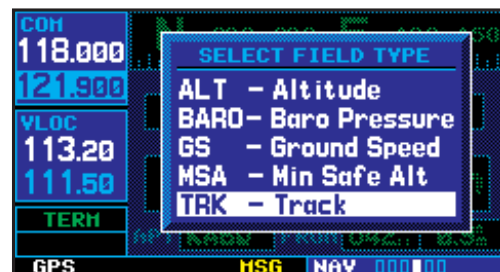 COM
118.000
121.900
VLOC
113.20
111.50
TERM
SELECT FIELD TYPE
ALT – Altitude
BARO– Baro Pressure
GS – Ground Speed
MSA – Min Safe Alt
TRK – Track
GPS
MSG
NAV